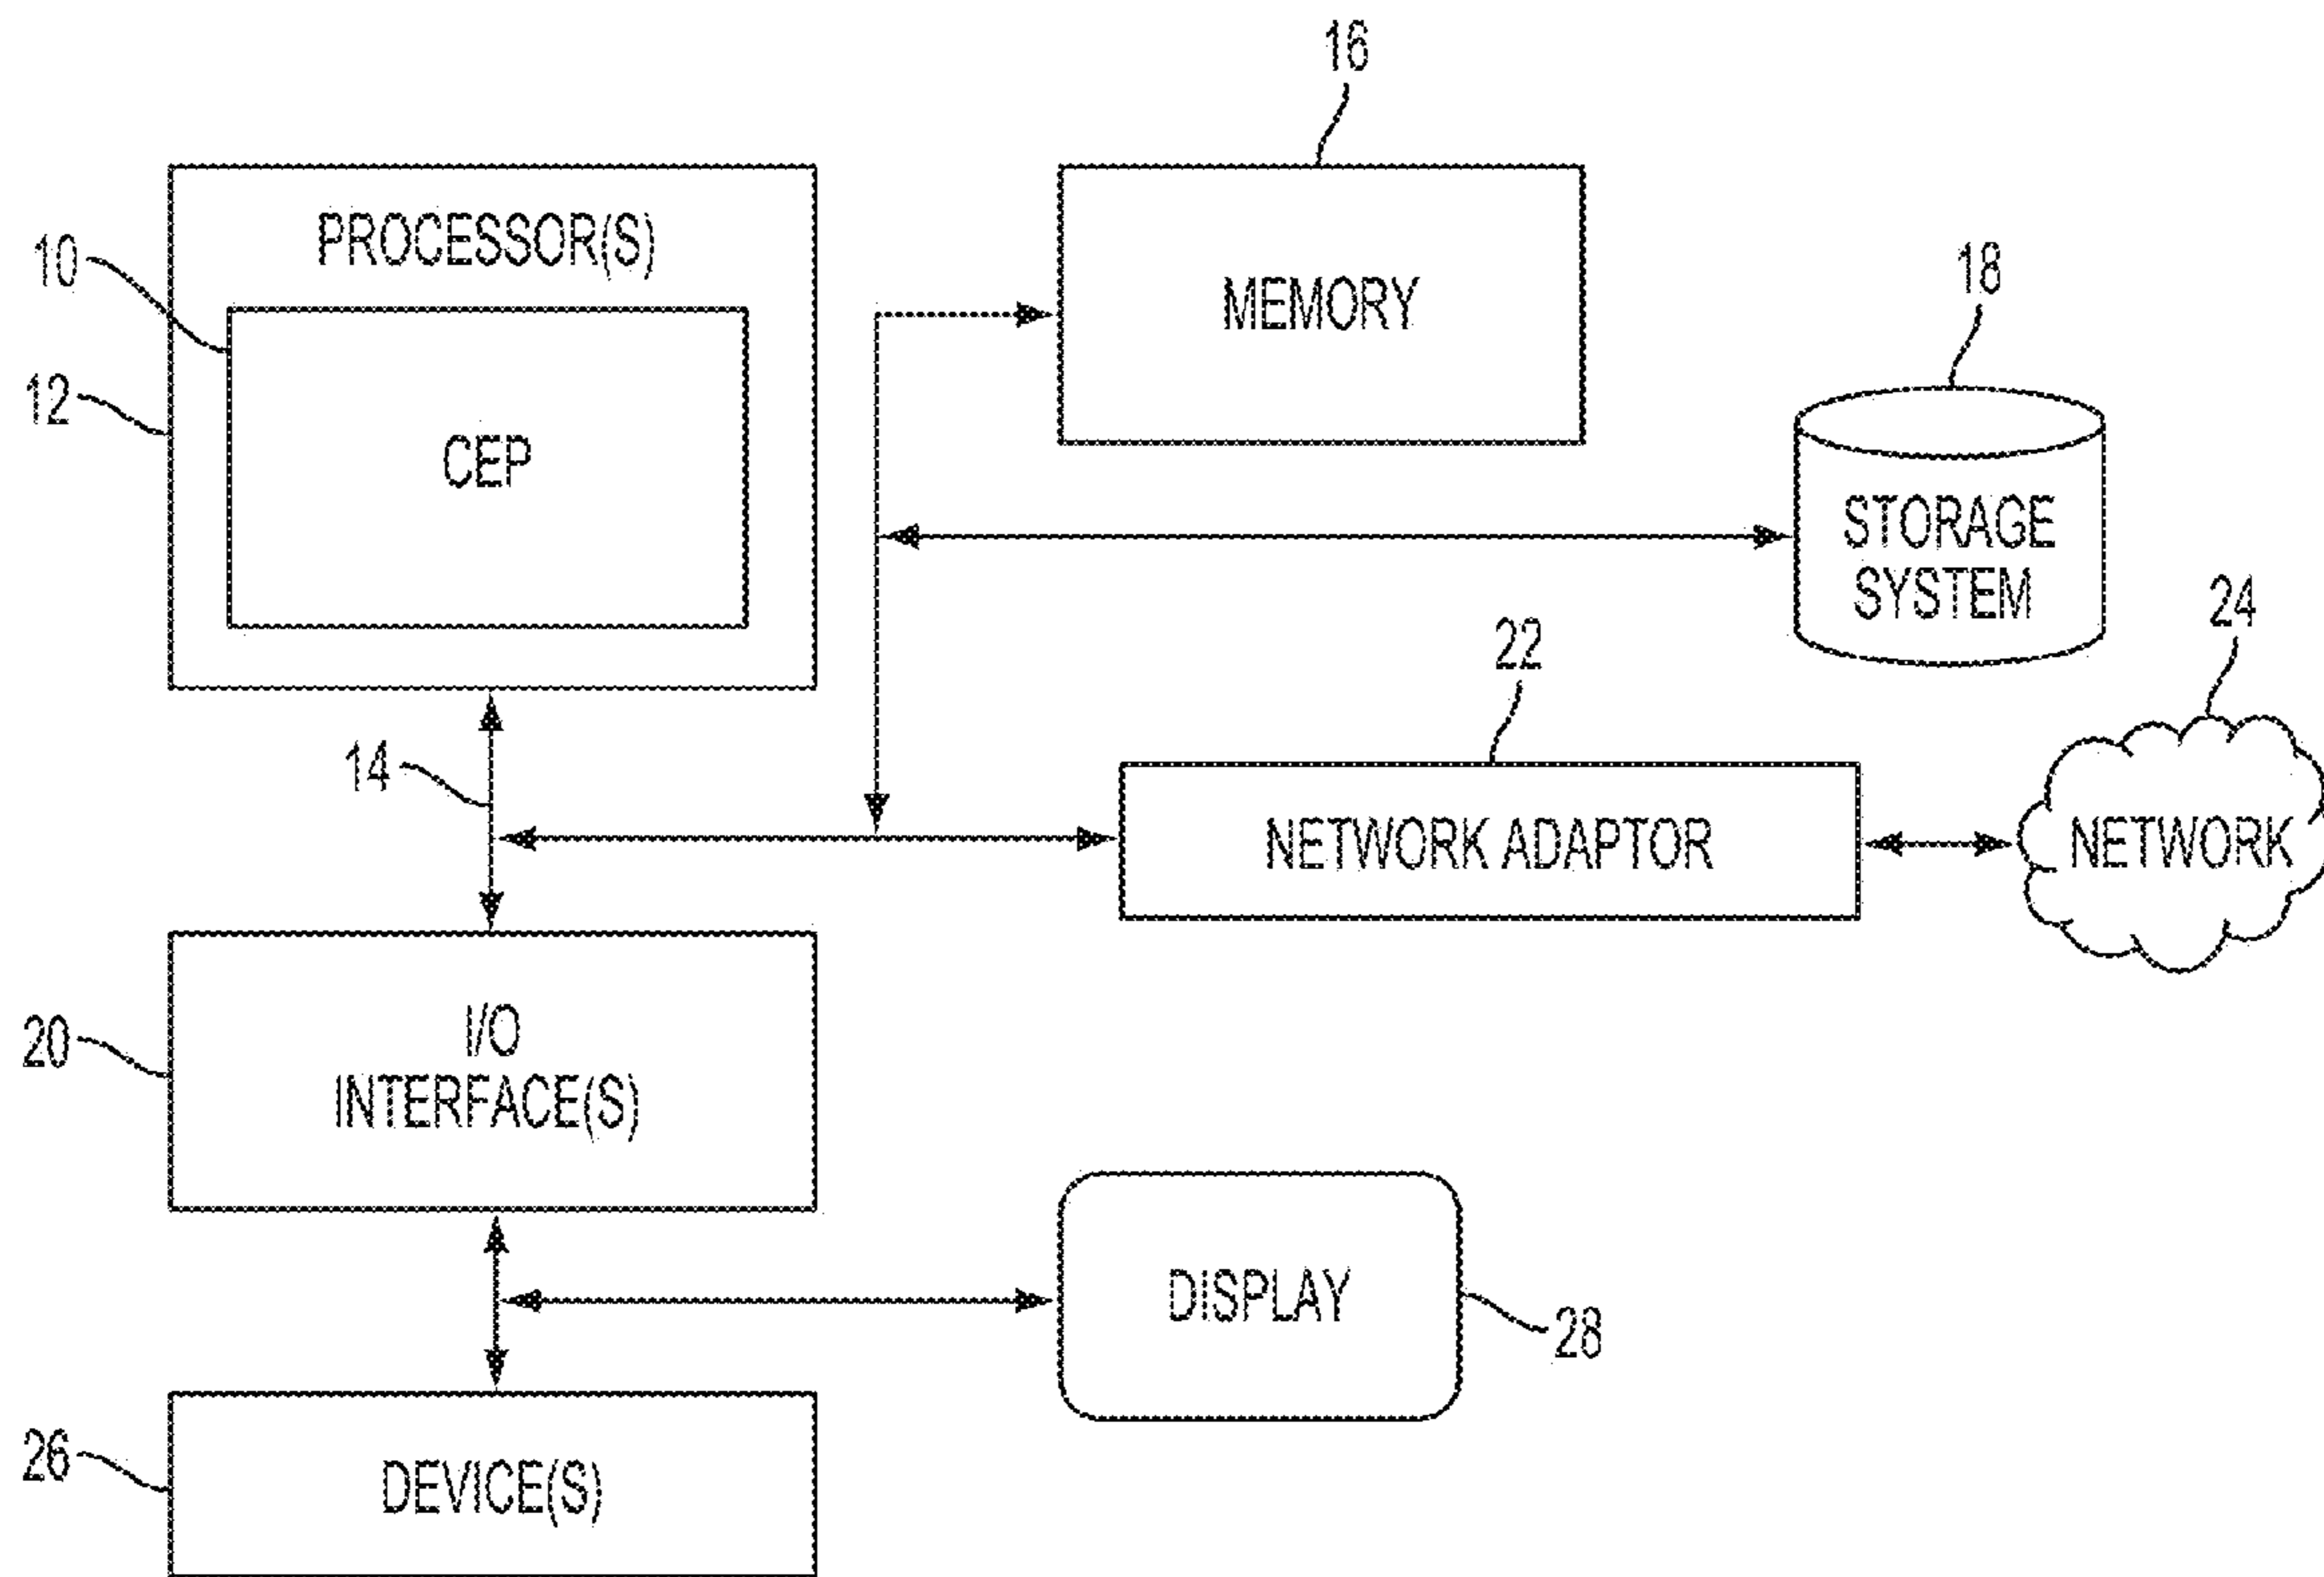 16
PROCESSOR(S)
10
MEMORY
18
12
CEP
STORAGE
SYSTEM
24
22
14
NETWORK ADAPTOR
NETWORK
I/O
20
INTERFACE(S)
DISPLAY
28
26
DEVICE(S)